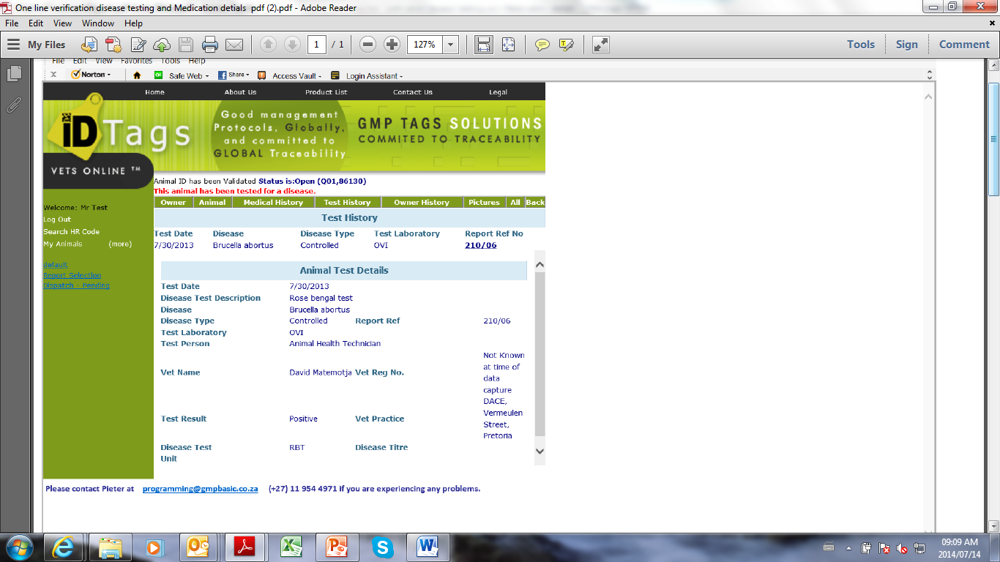 One line verification disease testing and Medication detials pdf (2).pdf - Adobe Reader
File Edit View Window Help
My Files 1 / 1 127% Tools Sign Comment
File Edit View Favorites Tools Help
x Norton Safe Web Share Access Vault Login Assistant
Home About Us Product List Contact Us Legal
iD Tags
VETS ONLINE ™
Good management
Protocols, Globally,
and committed to
GLOBAL Traceability
GMP TAGS SOLUTIONS
COMMITED TO TRACEABILITY
Animal ID has been Validated Status is:Open (Q01,86130)
This animal has been tested for a disease.
Owner Animal Medical History Test History Owner History Pictures All Back
Welcome: Mr Test
Log Out
Search HR Code
My Animals (more)
default
Report Selection
Dispatch - Pending
Test History
Test Date Disease Disease Type Test Laboratory Report Ref No
7/30/2013 Brucella abortus Controlled OVI 210/06
Animal Test Details
Test Date 7/30/2013
Disease Test Description Rose bengal test
Disease Brucella abortus
Disease Type Controlled Report Ref 210/06
Test Laboratory OVI
Test Person Animal Health Technician
Vet Name David Matemotja Vet Reg No. Not Known
at time of
data
capture
Test Result Positive Vet Practice DACE,
Vermeulen
Street,
Pretoria
Disease Test
Unit RBT Disease Titre
Please contact Pieter at programming@gmpbasic.co.za (+27) 11 954 4971 if you are experiencing any problems.
09:09 AM
2014/07/14